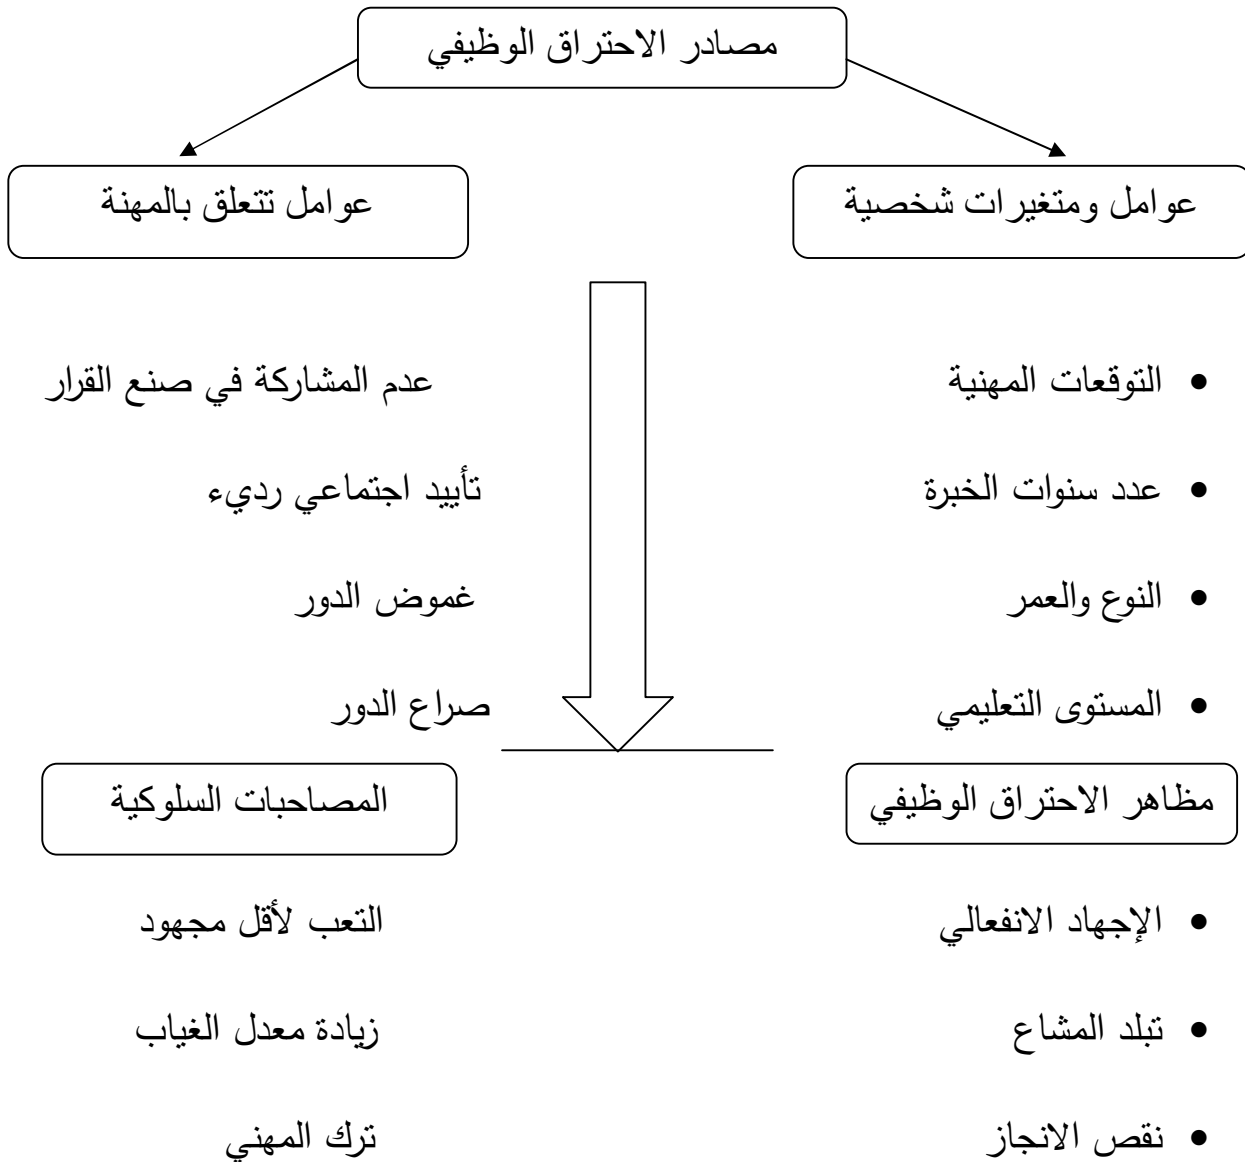 مصادر الاحتراق الوظيفي
عوامل ومتغيرات شخصية
عوامل تتعلق بالمهنة
• التوقعات المهنية
عدم المشاركة في صنع القرار
• عدد سنوات الخبرة
تأييد اجتماعي رديء
• النوع والعمر
غموض الدور
• المستوى التعليمي
صراع الدور
مظاهر الاحتراق الوظيفي
المصاحبات السلوكية
• الإجهاد الانفعالي
التعب لأقل مجهود
• تبلد المشاع
زيادة معدل الغياب
• نقص الانجاز
ترك المهني